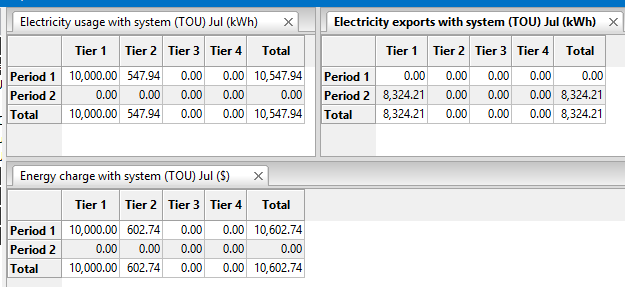 Electricity usage with system (TOU) Jul (kWh) ×
Tier 1 Tier 2 Tier 3 Tier 4 Total
Period 1 10,000.00 547.94 0.00 0.00 10,547.94
Period 2 0.00 0.00 0.00 0.00 0.00
Total 10,000.00 547.94 0.00 0.00 10,547.94
Electricity exports with system (TOU) Jul (kWh) ×
Tier 1 Tier 2 Tier 3 Tier 4 Total
Period 1 0.00 0.00 0.00 0.00 0.00
Period 2 8,324.21 0.00 0.00 0.00 8,324.21
Total 8,324.21 0.00 0.00 0.00 8,324.21
Energy charge with system (TOU) Jul ($) ×
Tier 1 Tier 2 Tier 3 Tier 4 Total
Period 1 10,000.00 602.74 0.00 0.00 10,602.74
Period 2 0.00 0.00 0.00 0.00 0.00
Total 10,000.00 602.74 0.00 0.00 10,602.74